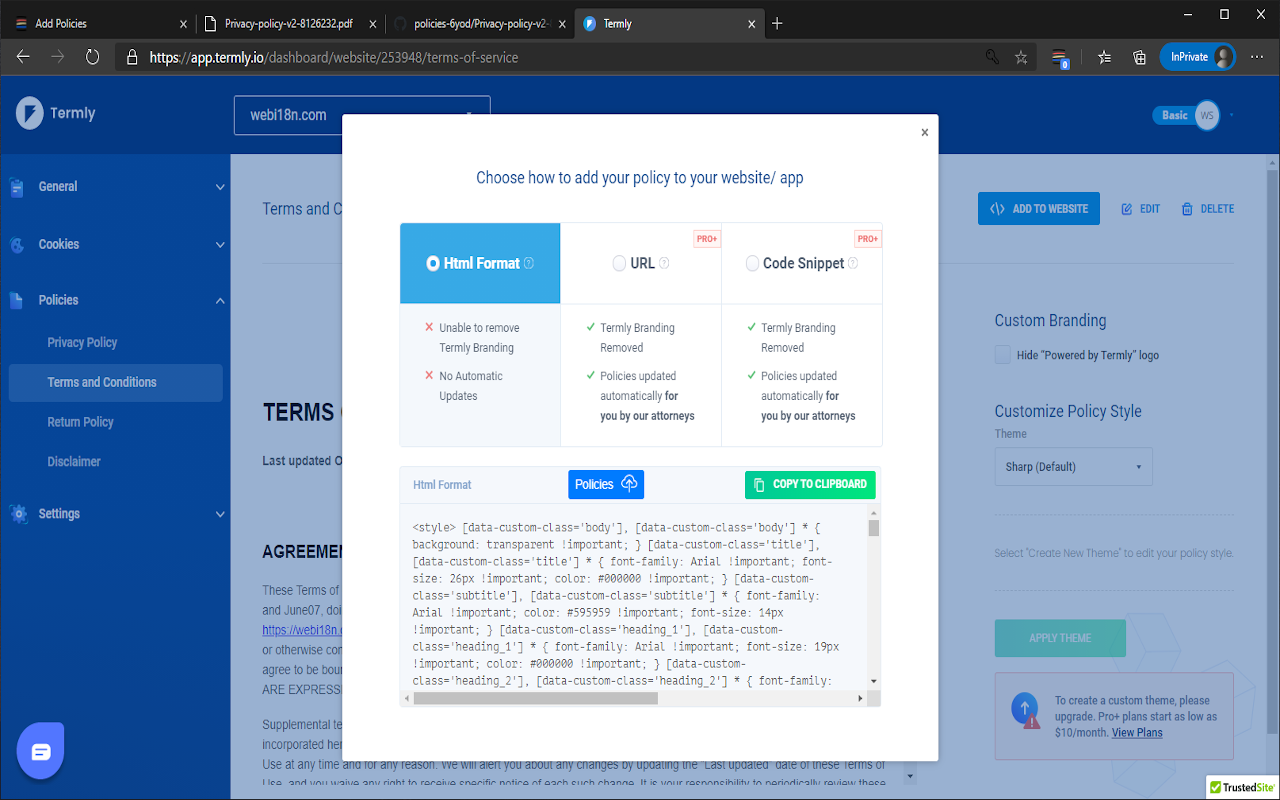 Add Policies
Privacy-policy-v2-8126232.pdf
policies-6yod/Privacy-policy-v2-
Termly
https://app.termly.io/dashboard/website/253948/terms-of-service
0
InPrivate
Termly
webi18n.com
Basic
WS
General
Cookies
Policies
Privacy Policy
Terms and Conditions
Return Policy
Disclaimer
Settings
Terms and C
ADD TO WEBSITE
EDIT
DELETE
TERMS
Last updated O
AGREEMEN
These Terms of
and June07, doi
https://webi18n.c
or otherwise con
agree to be boun
ARE EXPRESS
Supplemental te
incorporated her
Use at any time and for any reason. We will alert you about any changes by updating the "Last updated" date of these Terms of
Use, and you waive any right to receive specific notice of each such change. It is your responsibility to periodically review these
Choose how to add your policy to your website/ app
Html Format
PRO+
URL
PRO+
Code Snippet
Unable to remove
Termly Branding
No Automatic
Updates
Termly Branding
Removed
Policies updated
automatically for
you by our attorneys
Termly Branding
Removed
Policies updated
automatically for
you by our attorneys
Html Format
Policies
COPY TO CLIPBOARD
<style> [data-custom-class='body'], [data-custom-class='body'] * {
background: transparent !important; } [data-custom-class='title'],
[data-custom-class='title'] * { font-family: Arial !important; font-
size: 26px !important; color: #000000 !important; } [data-custom-
class='subtitle'], [data-custom-class='subtitle'] * { font-family:
Arial !important; color: #595959 !important; font-size: 14px
!important; } [data-custom-class='heading_1'], [data-custom-
class='heading_1'] * { font-family: Arial !important; font-size: 19px
!important; color: #000000 !important; } [data-custom-
class='heading_2'], [data-custom-class='heading_2'] * { font-family:
Custom Branding
Hide "Powered by Termly" logo
Customize Policy Style
Theme
Sharp (Default)
Select "Create New Theme" to edit your policy style.
APPLY THEME
To create a custom theme, please
upgrade. Pro+ plans start as low as
$10/month. View Plans
TrustedSite